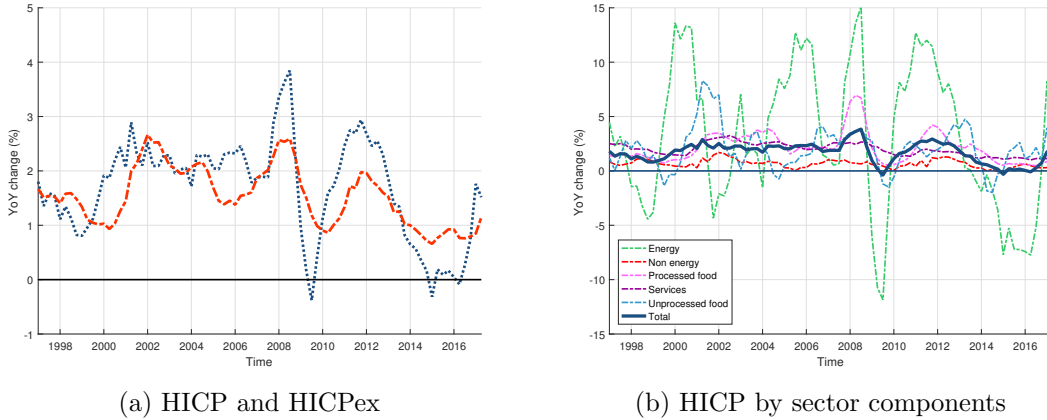 5
4
3
2
1
0
-1
YoY change (%)
1998 2000 2002 2004 2006 2008 2010 2012 2014 2016
Time
(a) HICP and HICPex
15
10
5
0
-5
-10
-15
YoY change (%)
Energy
Non energy
Processed food
Services
Unprocessed food
Total
1998 2000 2002 2004 2006 2008 2010 2012 2014 2016
Time
(b) HICP by sector components